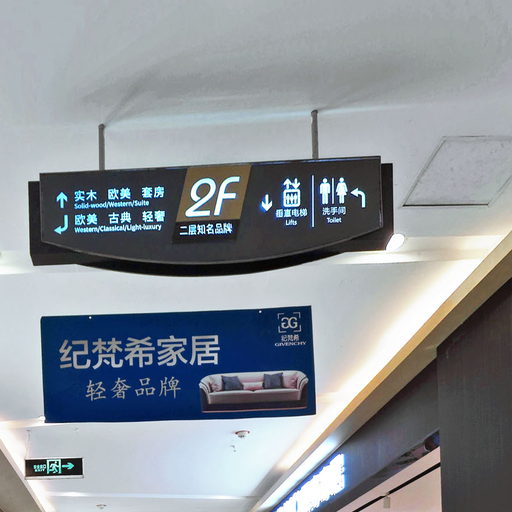 实木 欧美 套房
Solid-wood/Western/Suite
欧美 古典 轻奢
Western/Classical/Light-luxury
2F
二层知名品牌
垂直电梯
Lifts
洗手间
Toilet
纪梵希家居
轻奢品牌
纪梵希
GIVENCHY
EXIT